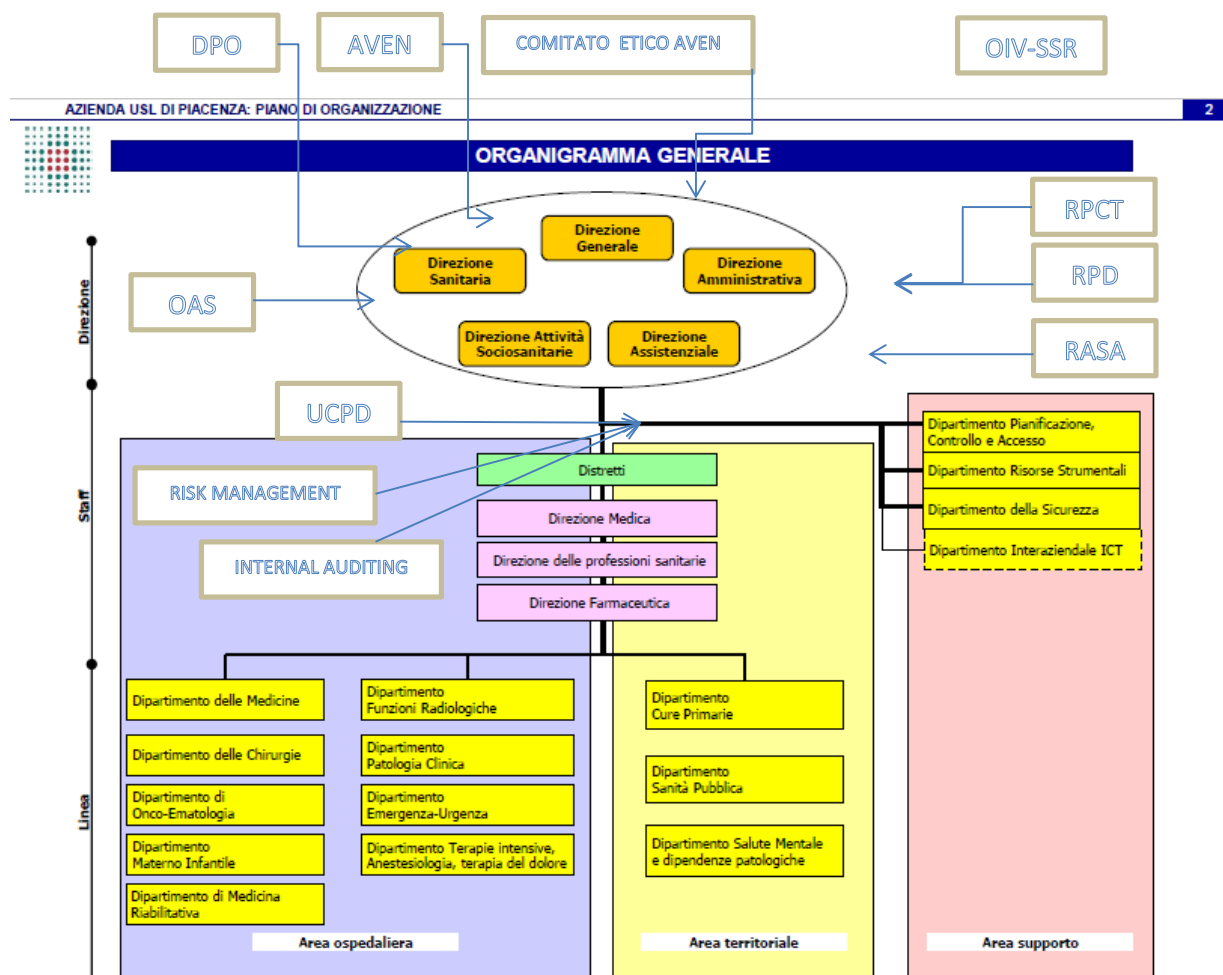 DPO
AVEN
COMITATO ETICO AVEN
OIV-SSR
AZIENDA USL DI PIACENZA: PIANO DI ORGANIZZAZIONE
2
ORGANIGRAMMA GENERALE
Direzione
Generale
Direzione
Sanitaria
Direzione
Amministrativa
Direzione Attività
Sociosanitarie
Direzione
Assistenziale
RPCT
RPD
RASA
OAS
UCPD
RISK MANAGEMENT
INTERNAL AUDITING
Direzione
Staff
Linea
Distretti
Direzione Medica
Direzione delle professioni sanitarie
Direzione Farmaceutica
Dipartimento Pianificazione,
Controllo e Accesso
Dipartimento Risorse Strumentali
Dipartimento della Sicurezza
Dipartimento Interaziendale ICT
Dipartimento delle Medicine
Dipartimento delle Chirurgie
Dipartimento di
Onco-Ematologia
Dipartimento
Materno Infantile
Dipartimento di Medicina
Riabilitativa
Dipartimento
Funzioni Radiologiche
Dipartimento
Patologia Clinica
Dipartimento
Emergenza-Urgenza
Dipartimento Terapie intensive,
Anestesiologia, terapia del dolore
Dipartimento
Cure Primarie
Dipartimento
Sanità Pubblica
Dipartimento Salute Mentale
e dipendenze patologiche
Area ospedaliera
Area territoriale
Area supporto